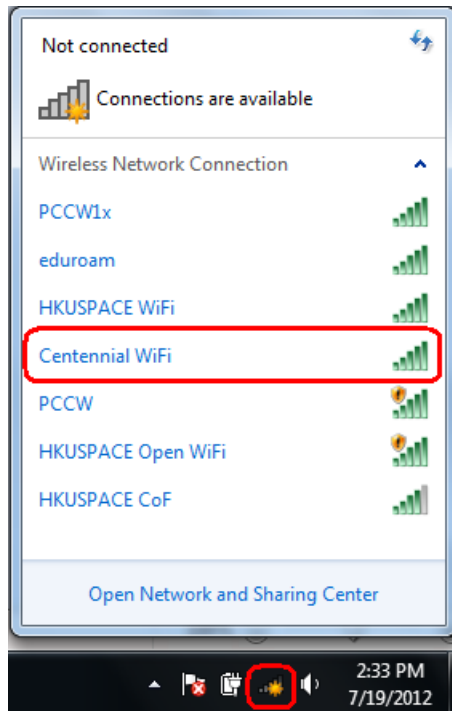 Not connected
Connections are available
Wireless Network Connection
PCCW1x
eduroam
HKUSPACE WiFi
Centennial WiFi
PCCW
HKUSPACE Open WiFi
HKUSPACE CoF
Open Network and Sharing Center
2:33 PM
7/19/2012